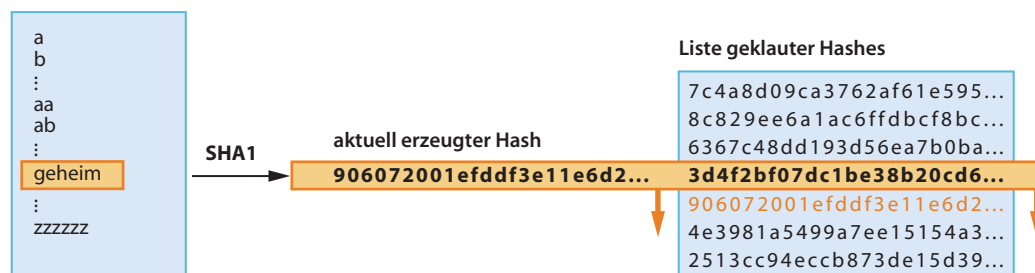 a
b
⋮
aa
ab
⋮
geheim
⋮
zzzzzz
SHA1
aktuell erzeugter Hash
906072001efddf3e11e6d2...
Liste geklauter Hashes
7c4a8d09ca3762af61e595...
8c829ee6a1ac6ffdbcf8bc...
6367c48dd193d56ea7b0ba...
3d4f2bf07dc1be38b20cd6...
906072001efddf3e11e6d2...
4e3981a5499a7ee15154a3...
2513cc94eccb873de15d39...